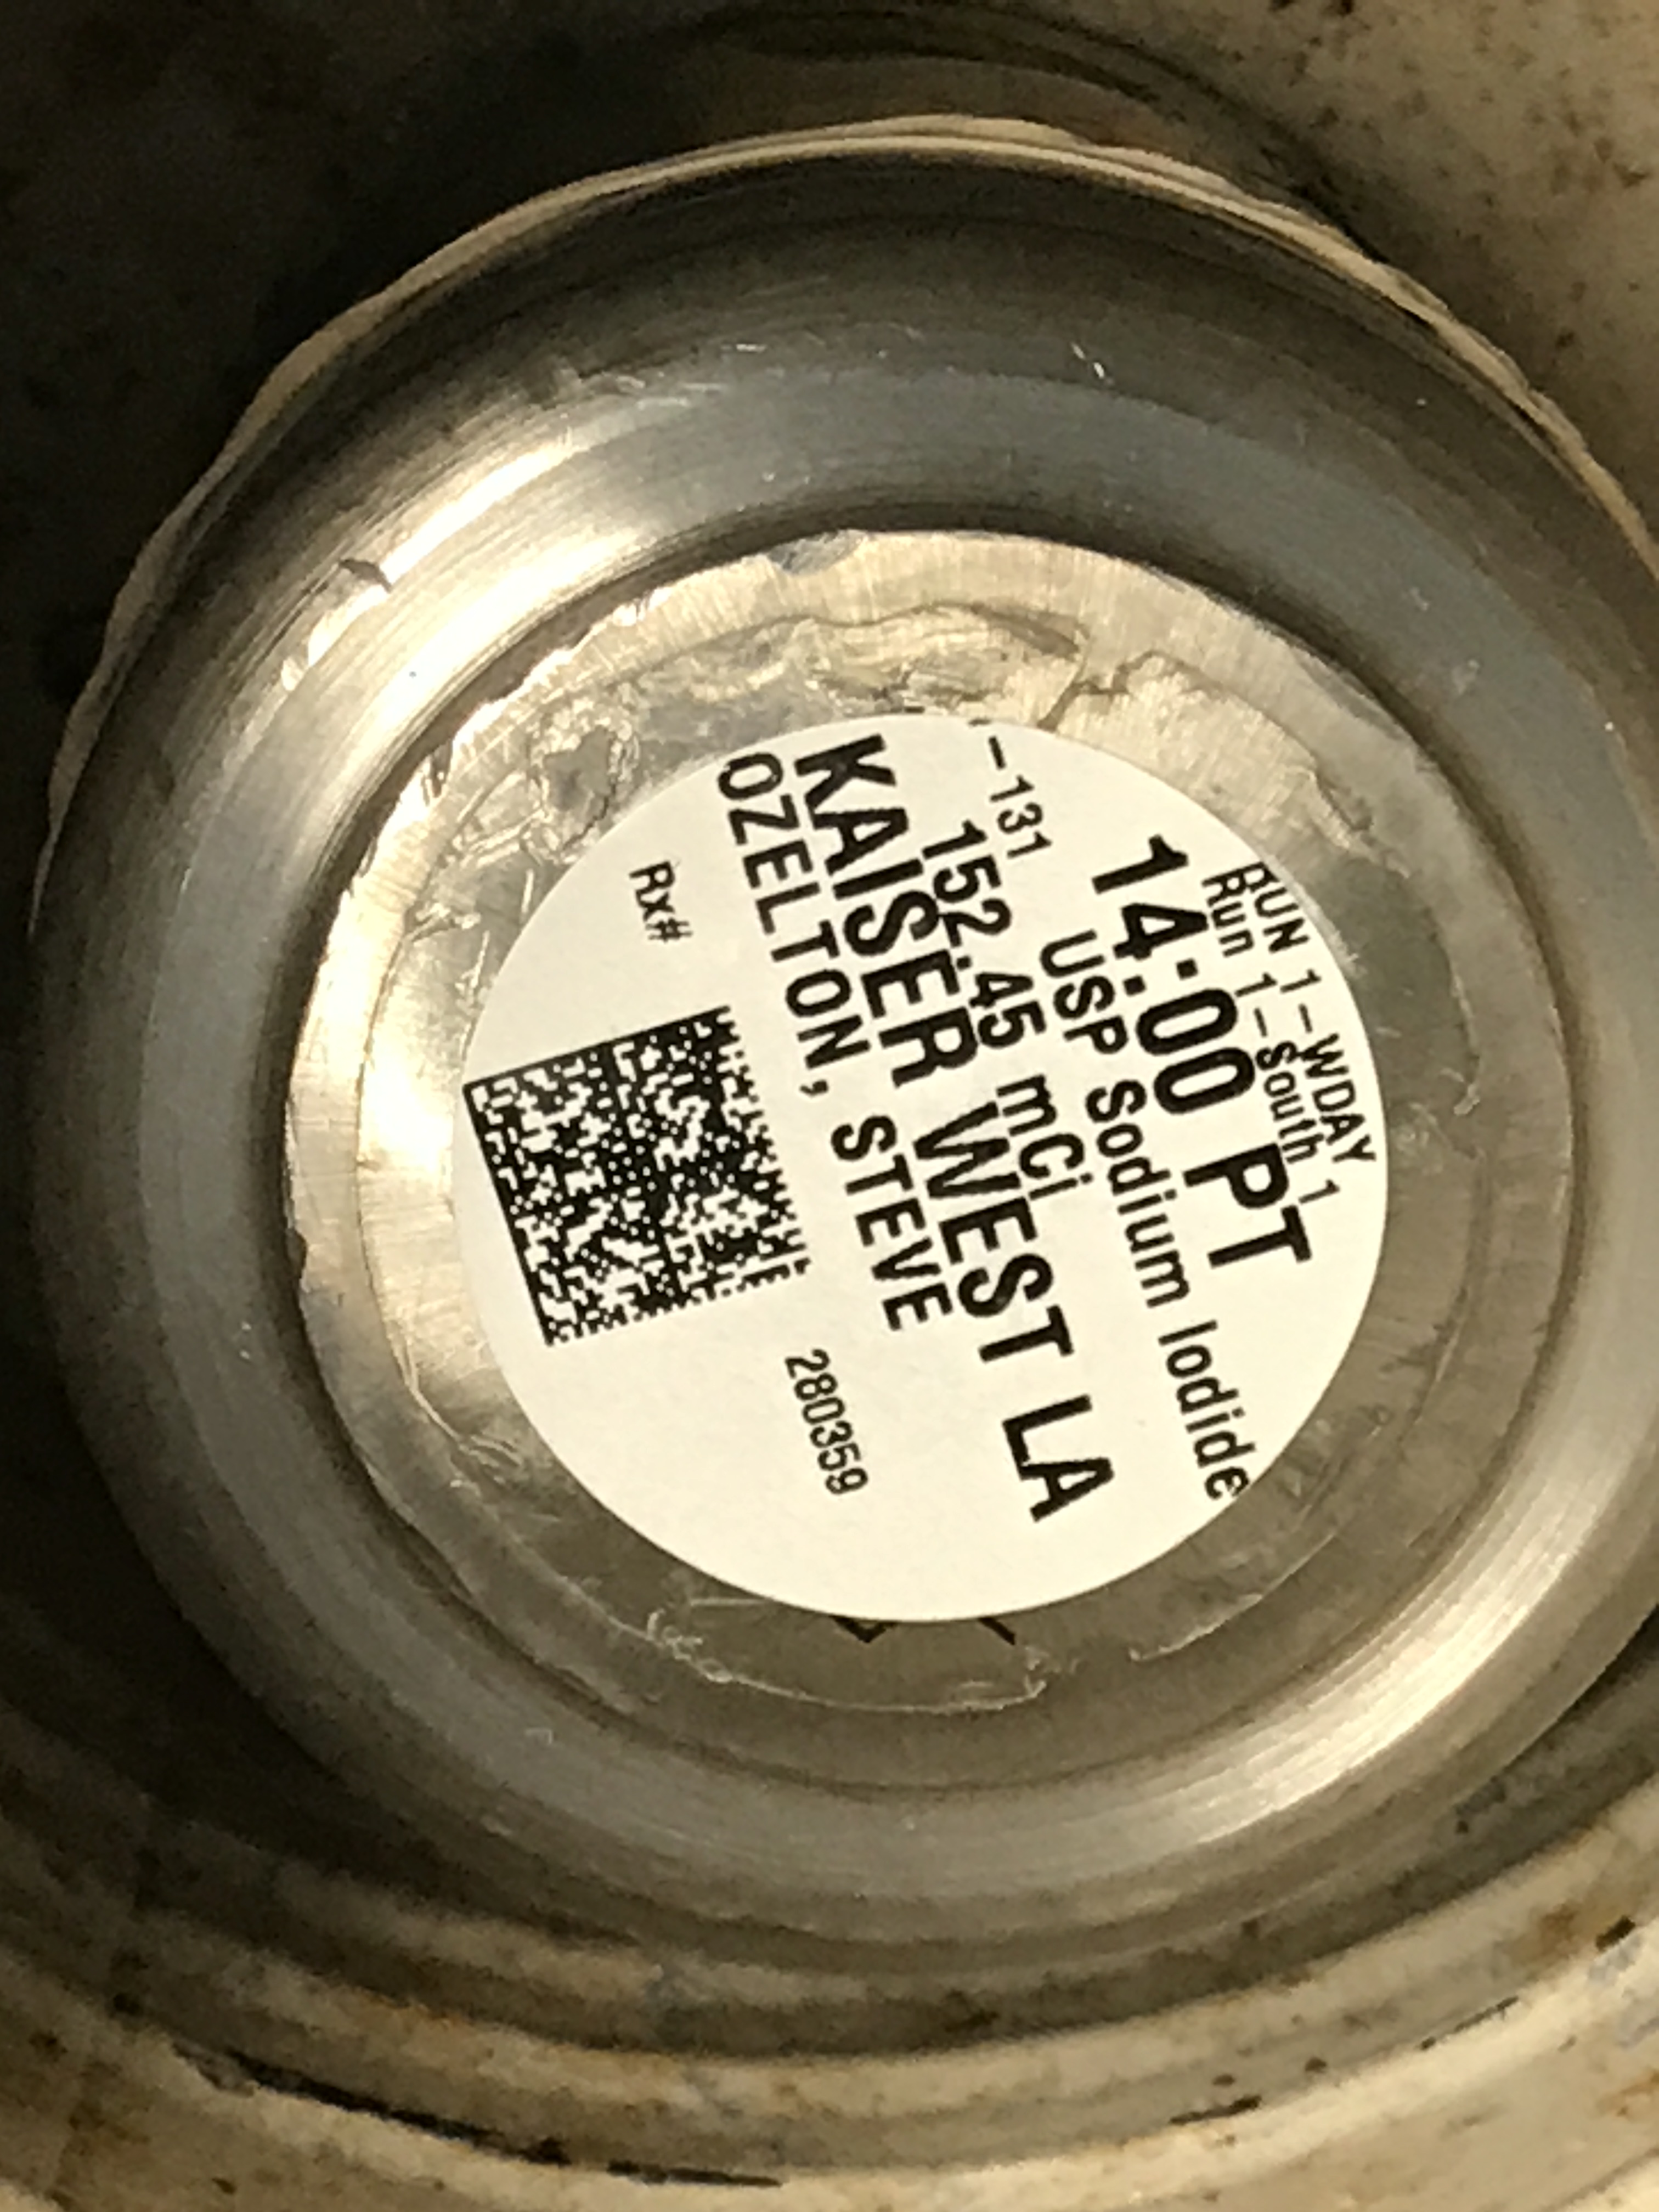 RUN 1-WDAY
Run 1-South 1
14:00 PT
USP Sodium Iodide
-131
152.45 mCi
KAISER WEST LA
OZELTON, STEVE
Rx# 280359